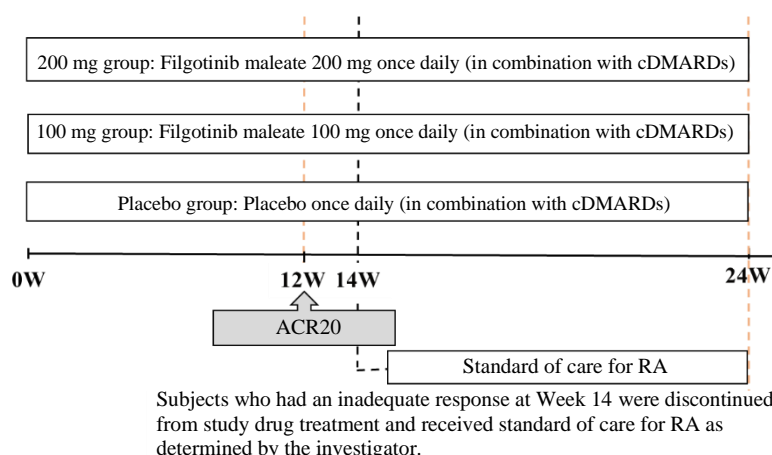 200 mg group: Filgotinib maleate 200 mg once daily (in combination with cDMARDs)
100 mg group: Filgotinib maleate 100 mg once daily (in combination with cDMARDs)
Placebo group: Placebo once daily (in combination with cDMARDs)
0W 12W 14W 24W
ACR20
Standard of care for RA
Subjects who had an inadequate response at Week 14 were discontinued
from study drug treatment and received standard of care for RA as
determined by the investigator.